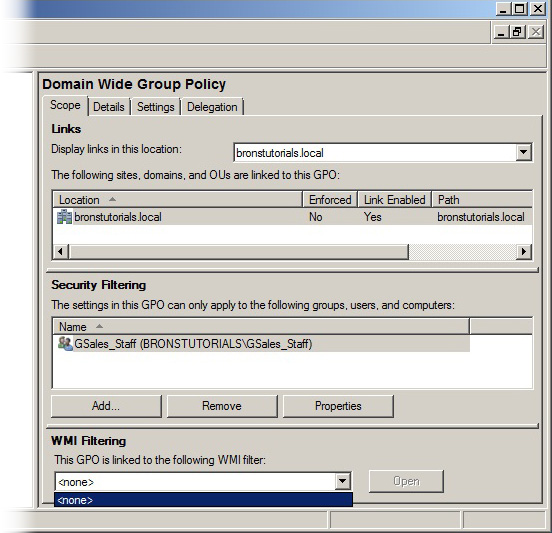 Domain Wide Group Policy
Scope Details Settings Delegation
Links
Display links in this location: bronstutorials.local
The following sites, domains, and OUs are linked to this GPO:
Location Enforced Link Enabled Path
bronstutorials.local No Yes bronstutorials.local
Security Filtering
The settings in this GPO can only apply to the following groups, users, and computers:
Name
GSales_Staff (BRONSTUTORIALS\GSales_Staff)
Add... Remove Properties
WMI Filtering
This GPO is linked to the following WMI filter:
<none> Open
<none>